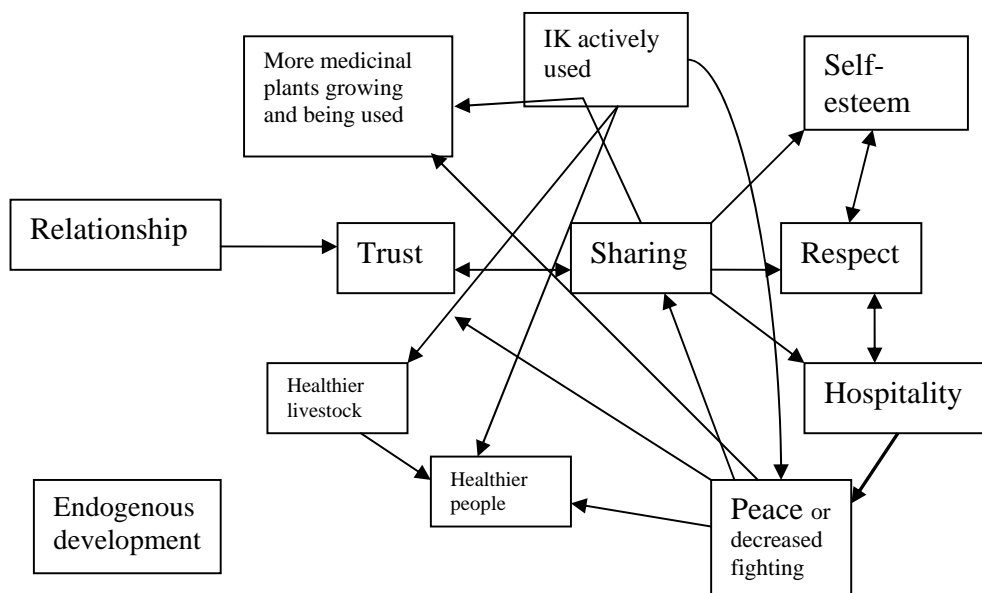 More medicinal
plants growing
and being used
IK actively
used
Self-
esteem
Relationship
Trust
Sharing
Respect
Healthier
livestock
Hospitality
Healthier
people
Endogenous
development
Peace or
decreased
fighting